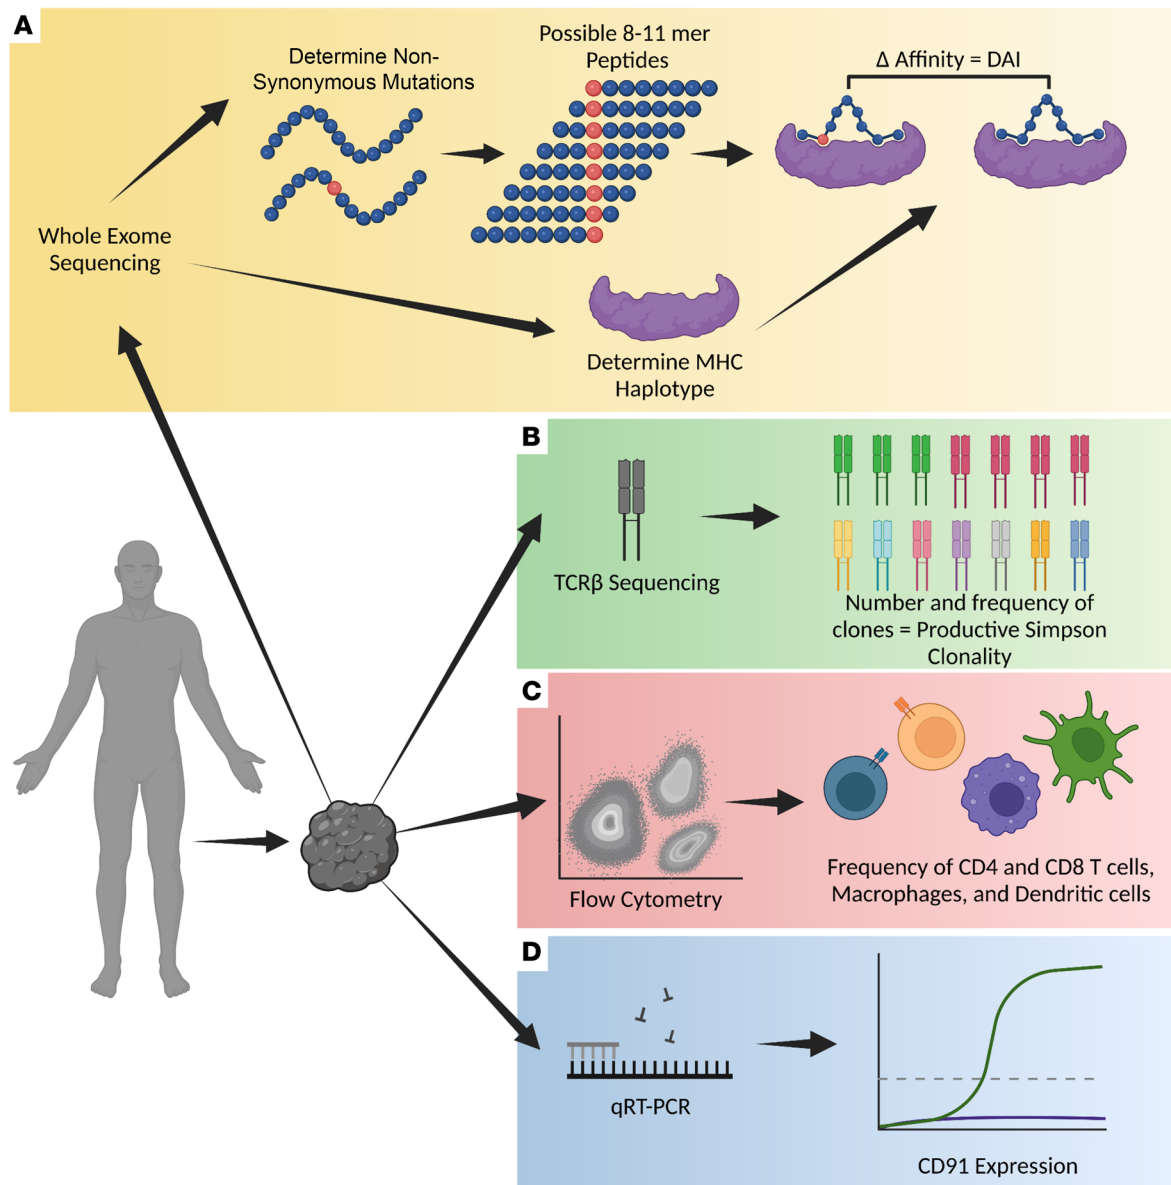 A
Determine Non-
Synonymous Mutations
Possible 8-11 mer
Peptides
Δ Affinity = DAI
Whole Exome
Sequencing
Determine MHC
Haplotype
B
TCRβ Sequencing
Number and frequency of
clones = Productive Simpson
Clonality
C
Flow Cytometry
Frequency of CD4 and CD8 T cells,
Macrophages, and Dendritic cells
D
qRT-PCR
CD91 Expression